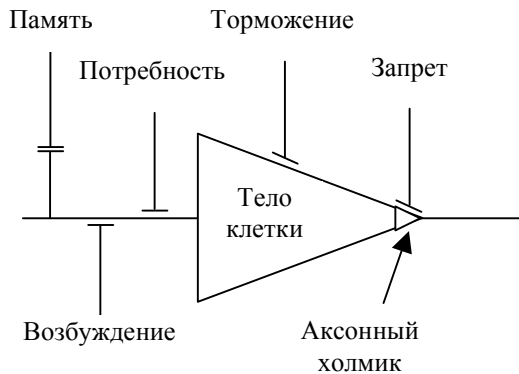 Память
Торможение
Потребность
Запрет
Тело
клетки
Возбуждение
Аксонный
холмик